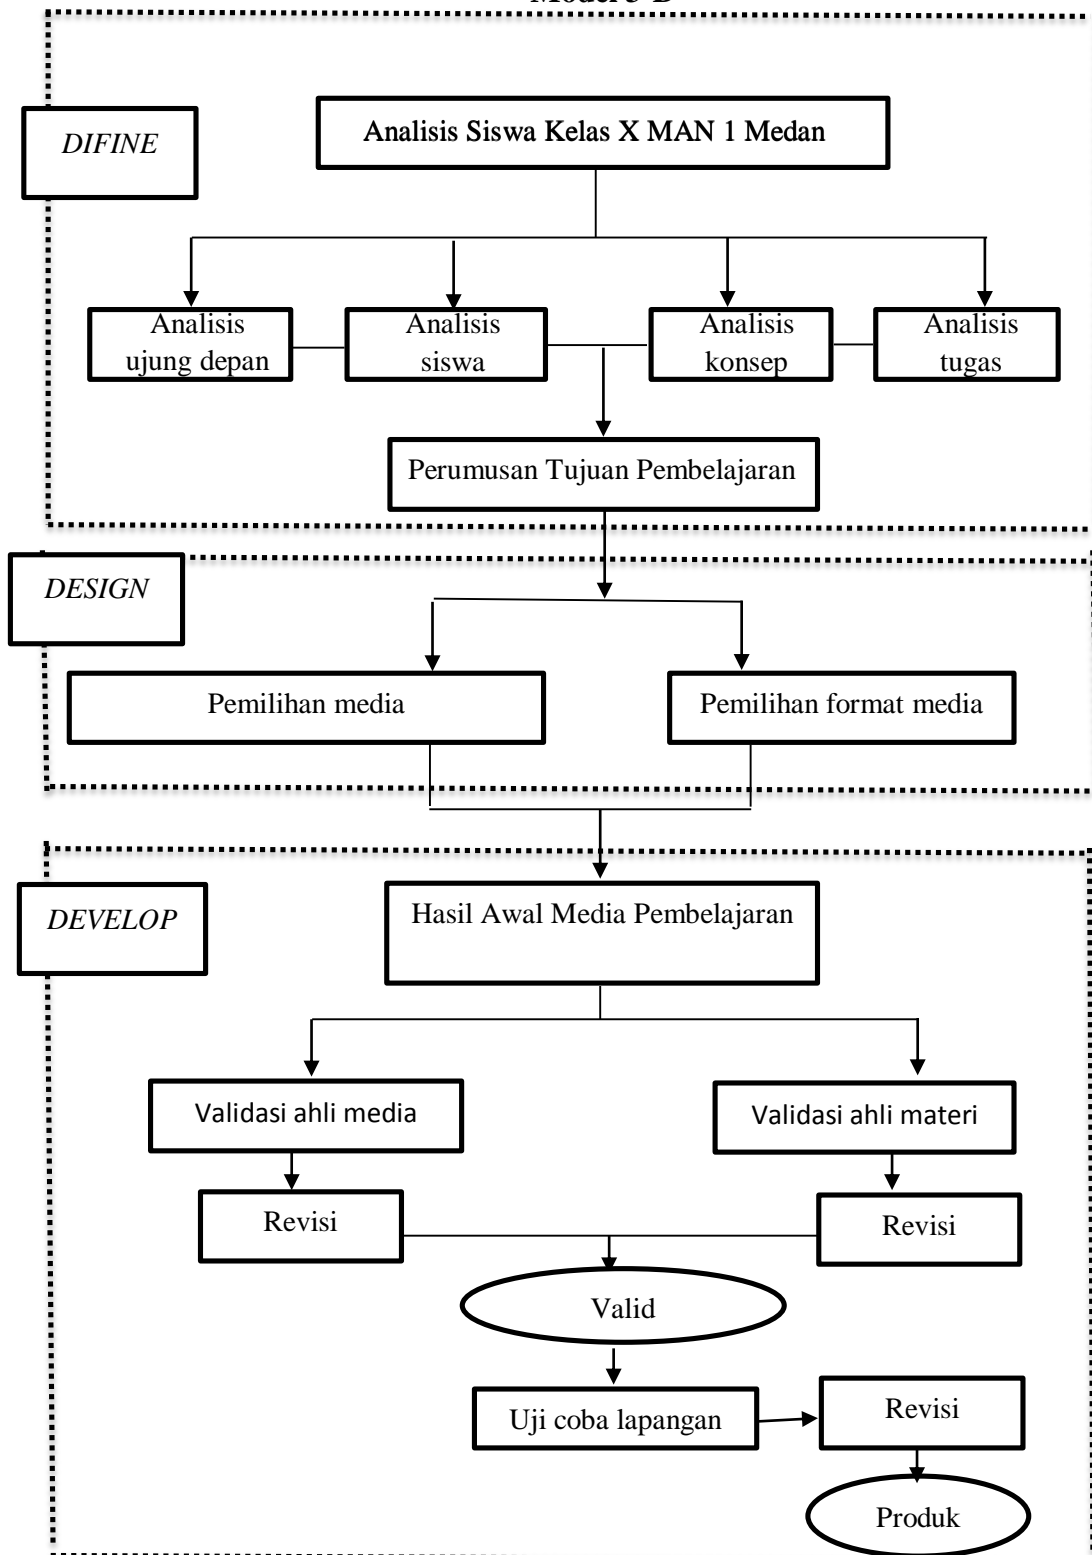 Model 3-D
DIFINE
Analisis Siswa Kelas X MAN 1 Medan
Analisis
ujung depan
Analisis
siswa
Analisis
konsep
Analisis
tugas
Perumusan Tujuan Pembelajaran
DESIGN
Pemilihan media
Pemilihan format media
DEVELOP
Hasil Awal Media Pembelajaran
Validasi ahli media
Validasi ahli materi
Revisi
Revisi
Valid
Uji coba lapangan
Revisi
Produk